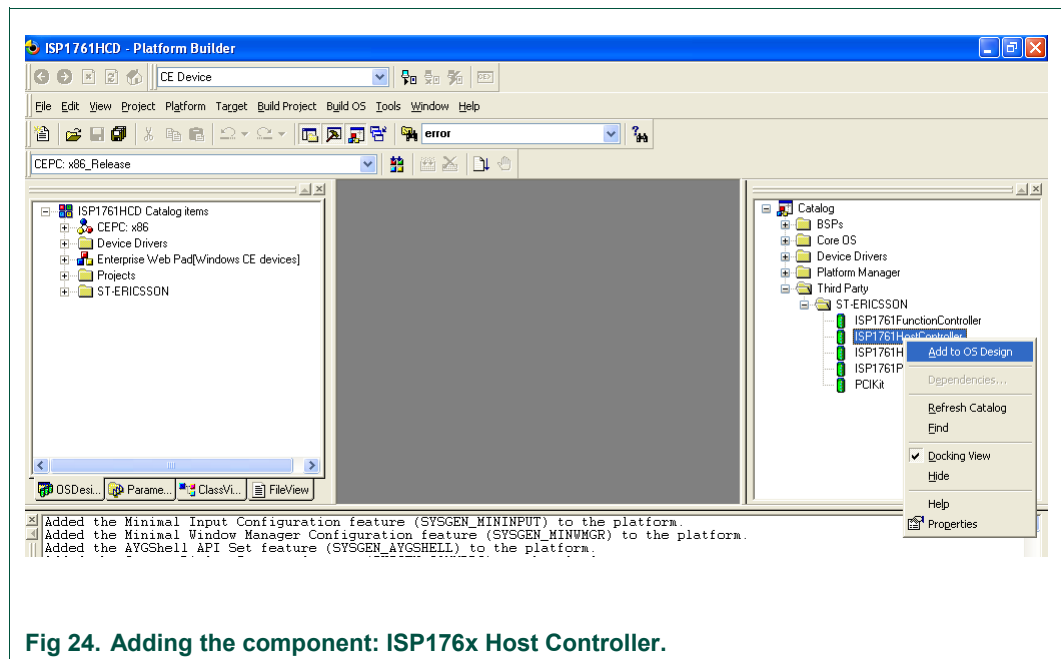 ISP1761HCD - Platform Builder
CE Device
File Edit View Project Platform Target Build Project Build OS Tools Window Help
error
CEPC: x86_Release
ISP1761HCD Catalog items
CEPC: x86
Device Drivers
Enterprise Web Pad[Windows CE devices]
Projects
ST-ERICSSON
OSDesi... Parame... ClassVi... FileView
Catalog
BSPs
Core OS
Device Drivers
Platform Manager
Third Party
ST-ERICSSON
ISP1761FunctionController
ISP1761HostController
ISP1761H
ISP1761P
PCIKit
Add to OS Design
Dependencies...
Refresh Catalog
Find
Docking View
Hide
Help
Properties
Added the Minimal Input Configuration feature (SYSGEN_MININPUT) to the platform.
Added the Minimal Window Manager Configuration feature (SYSGEN_MINWMGR) to the platform.
Added the AYGShell API Set feature (SYSGEN_AYGSHELL) to the platform.
Fig 24. Adding the component: ISP176x Host Controller.